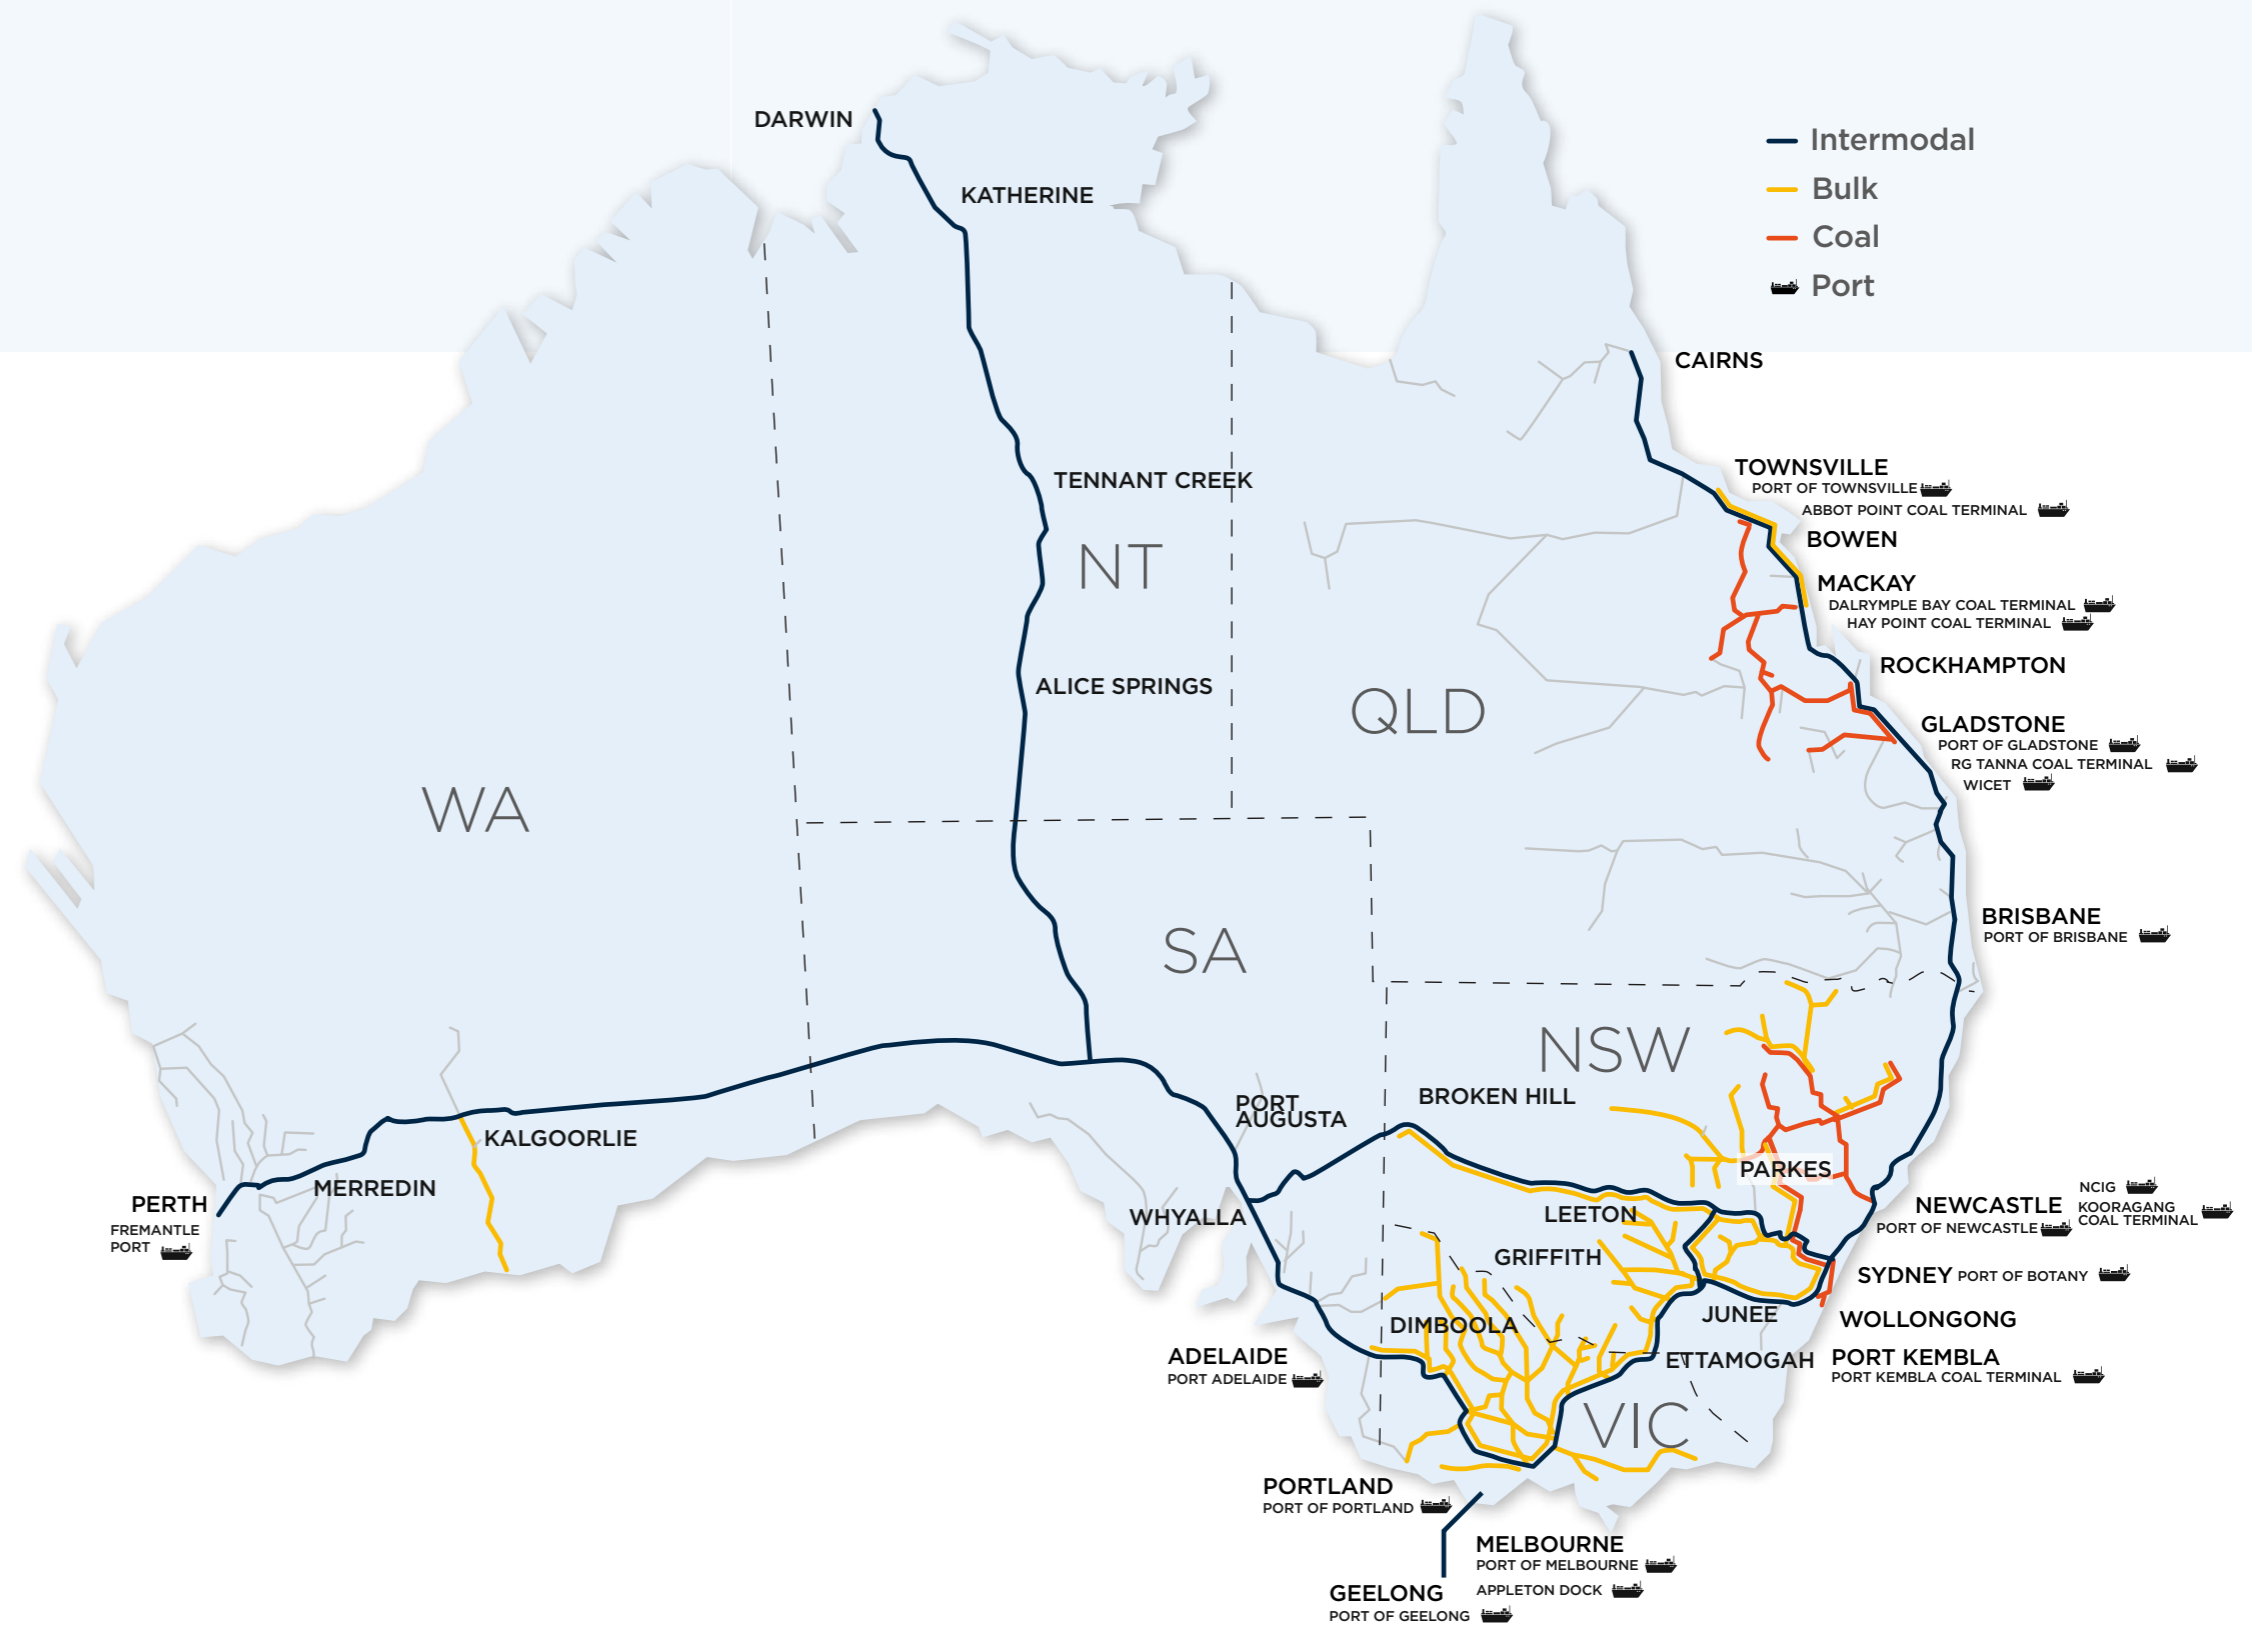 DARWIN
KATHERINE
Intermodal
Bulk
Coal
Port
CAIRNS
TENNANT CREEK
TOWNSVILLE
PORT OF TOWNSVILLE
ABBOT POINT COAL TERMINAL
BOWEN
NT
MACKAY
DALRYMPLE BAY COAL TERMINAL
HAY POINT COAL TERMINAL
ROCKHAMPTON
ALICE SPRINGS
QLD
GLADSTONE
PORT OF GLADSTONE
RG TANNA COAL TERMINAL
WICET
WA
BRISBANE
PORT OF BRISBANE
SA
NSW
BROKEN HILL
PORT
AUGUSTA
KALGOORLIE
PARKES
MERREDIN
PERTH
FREMANTLE
PORT
WHYALLA
LEETON
NEWCASTLE
PORT OF NEWCASTLE
NCIG
KOORAGANG
COAL TERMINAL
GRIFFITH
SYDNEY PORT OF BOTANY
JUNEE
WOLLONGONG
DIMBOOLA
ADELAIDE
PORT ADELAIDE
ETTAMOGAH
PORT KEMBLA
PORT KEMBLA COAL TERMINAL
VIC
PORTLAND
PORT OF PORTLAND
MELBOURNE
PORT OF MELBOURNE
APPLETON DOCK
GEELONG
PORT OF GEELONG